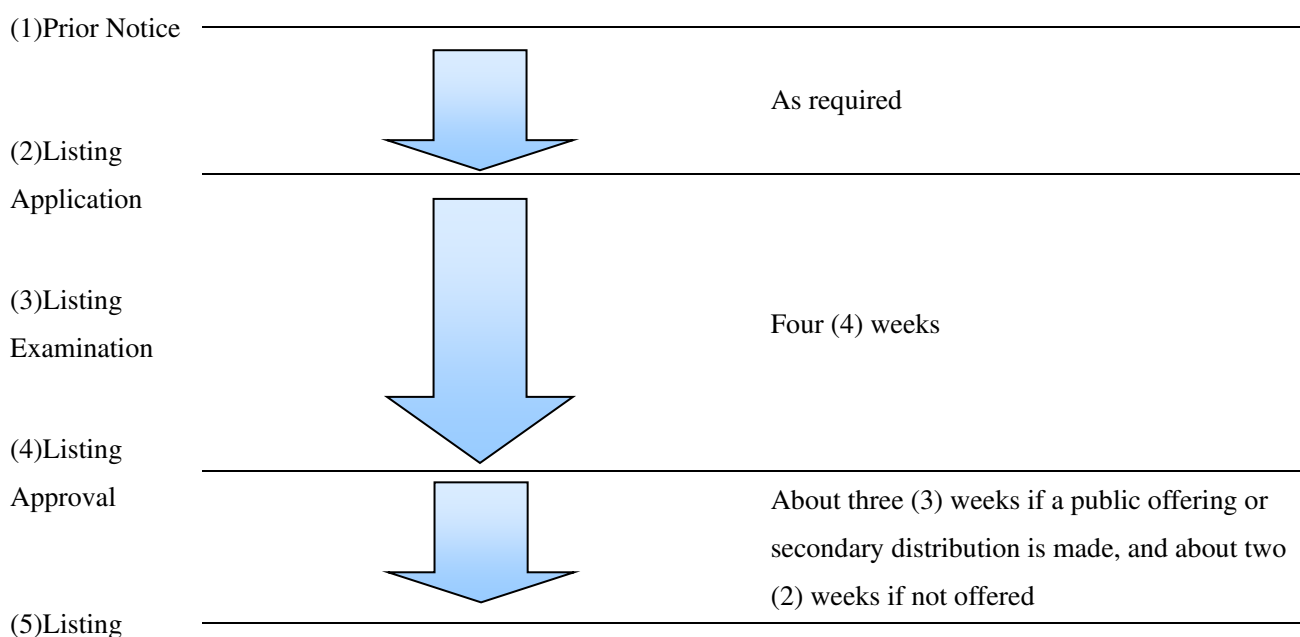 (1)Prior Notice
As required
(2)Listing
Application
(3)Listing
Examination
Four (4) weeks
(4)Listing
Approval
About three (3) weeks if a public offering or
secondary distribution is made, and about two
(2) weeks if not offered
(5)Listing